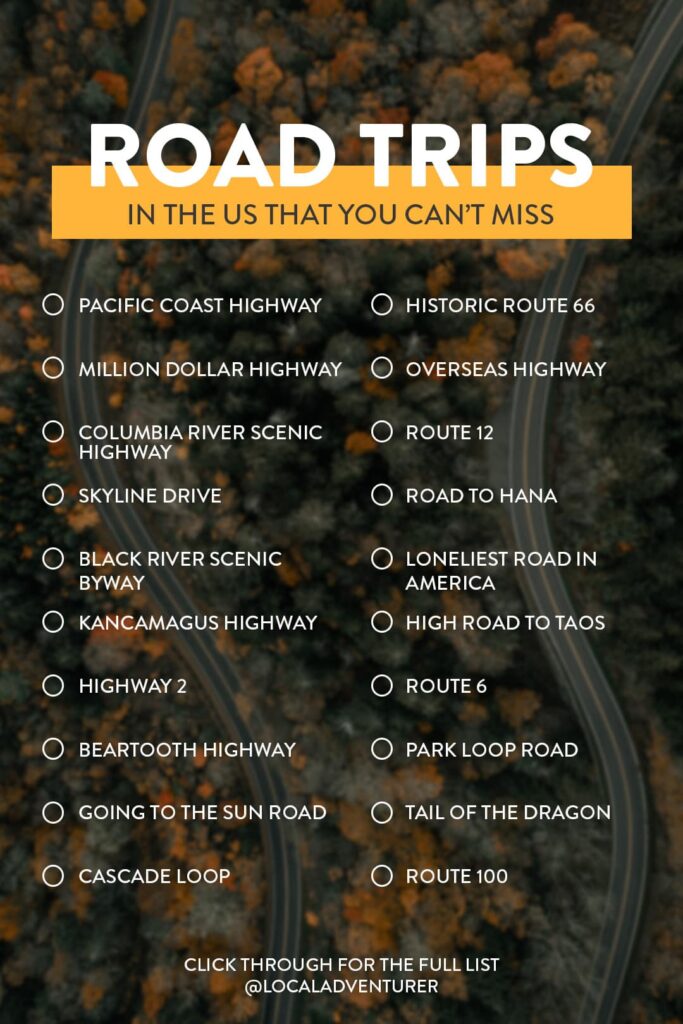 ROAD TRIPS
IN THE US THAT YOU CAN'T MISS
PACIFIC COAST HIGHWAY
MILLION DOLLAR HIGHWAY
COLUMBIA RIVER SCENIC
HIGHWAY
SKYLINE DRIVE
BLACK RIVER SCENIC
BYWAY
KANCAMAGUS HIGHWAY
HIGHWAY 2
BEARTOOTH HIGHWAY
GOING TO THE SUN ROAD
CASCADE LOOP
HISTORIC ROUTE 66
OVERSEAS HIGHWAY
ROUTE 12
ROAD TO HANA
LONELIEST ROAD IN
AMERICA
HIGH ROAD TO TAOS
ROUTE 6
PARK LOOP ROAD
TAIL OF THE DRAGON
ROUTE 100
CLICK THROUGH FOR THE FULL LIST
@LOCALADVENTURER